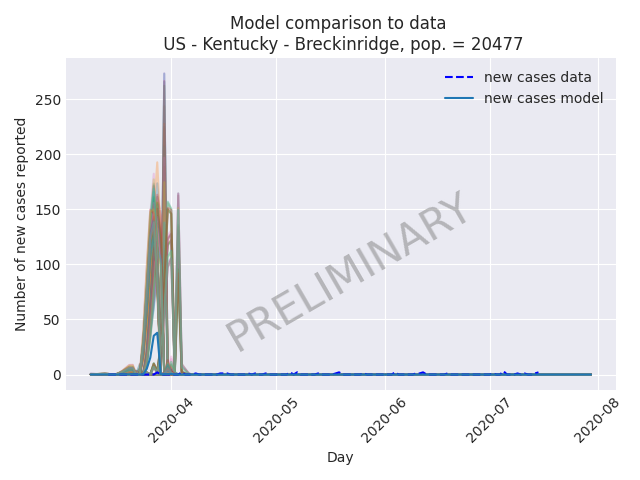 Model comparison to data
US - Kentucky - Breckinridge, pop. = 20477
new cases data
new cases model
PRELIMINARY
Number of new cases reported
250
200
150
100
50
0
2020-04
2020-05
2020-06
2020-07
2020-08
Day